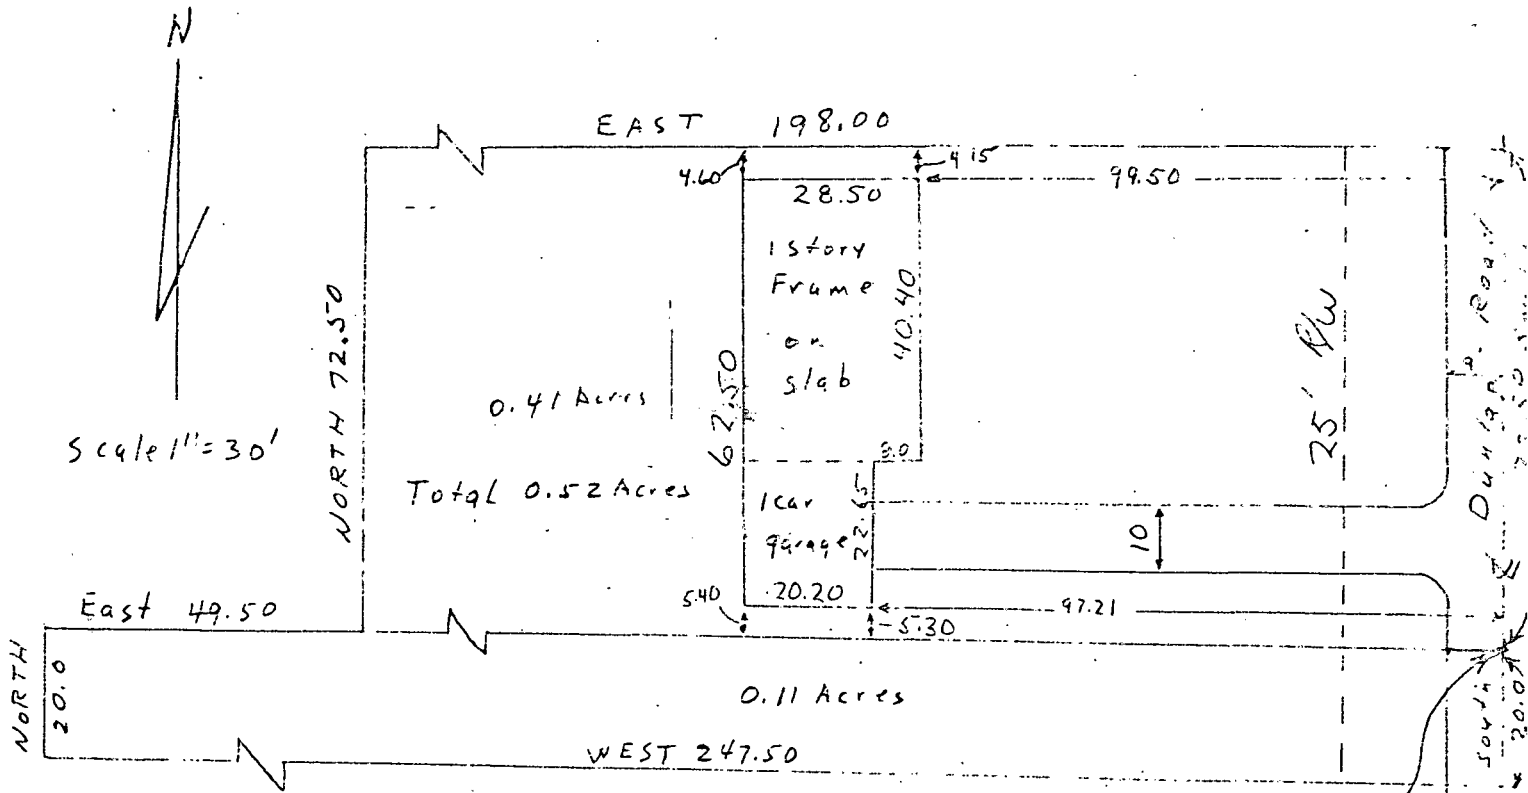 N
EAST 198.00
4.15
4.60
28.50
99.50
1 story
Frame
on
slab
40.40
62.50
25' R/W
NORTH 72.50
0.41 Acres
Scale 1"=30'
Total 0.52 Acres
8.0
1 car
garage
22.65
10
20.20
5.40
97.21
5.30
East 49.50
NORTH
20.0
0.11 Acres
WEST 247.50
Road
South
20.0